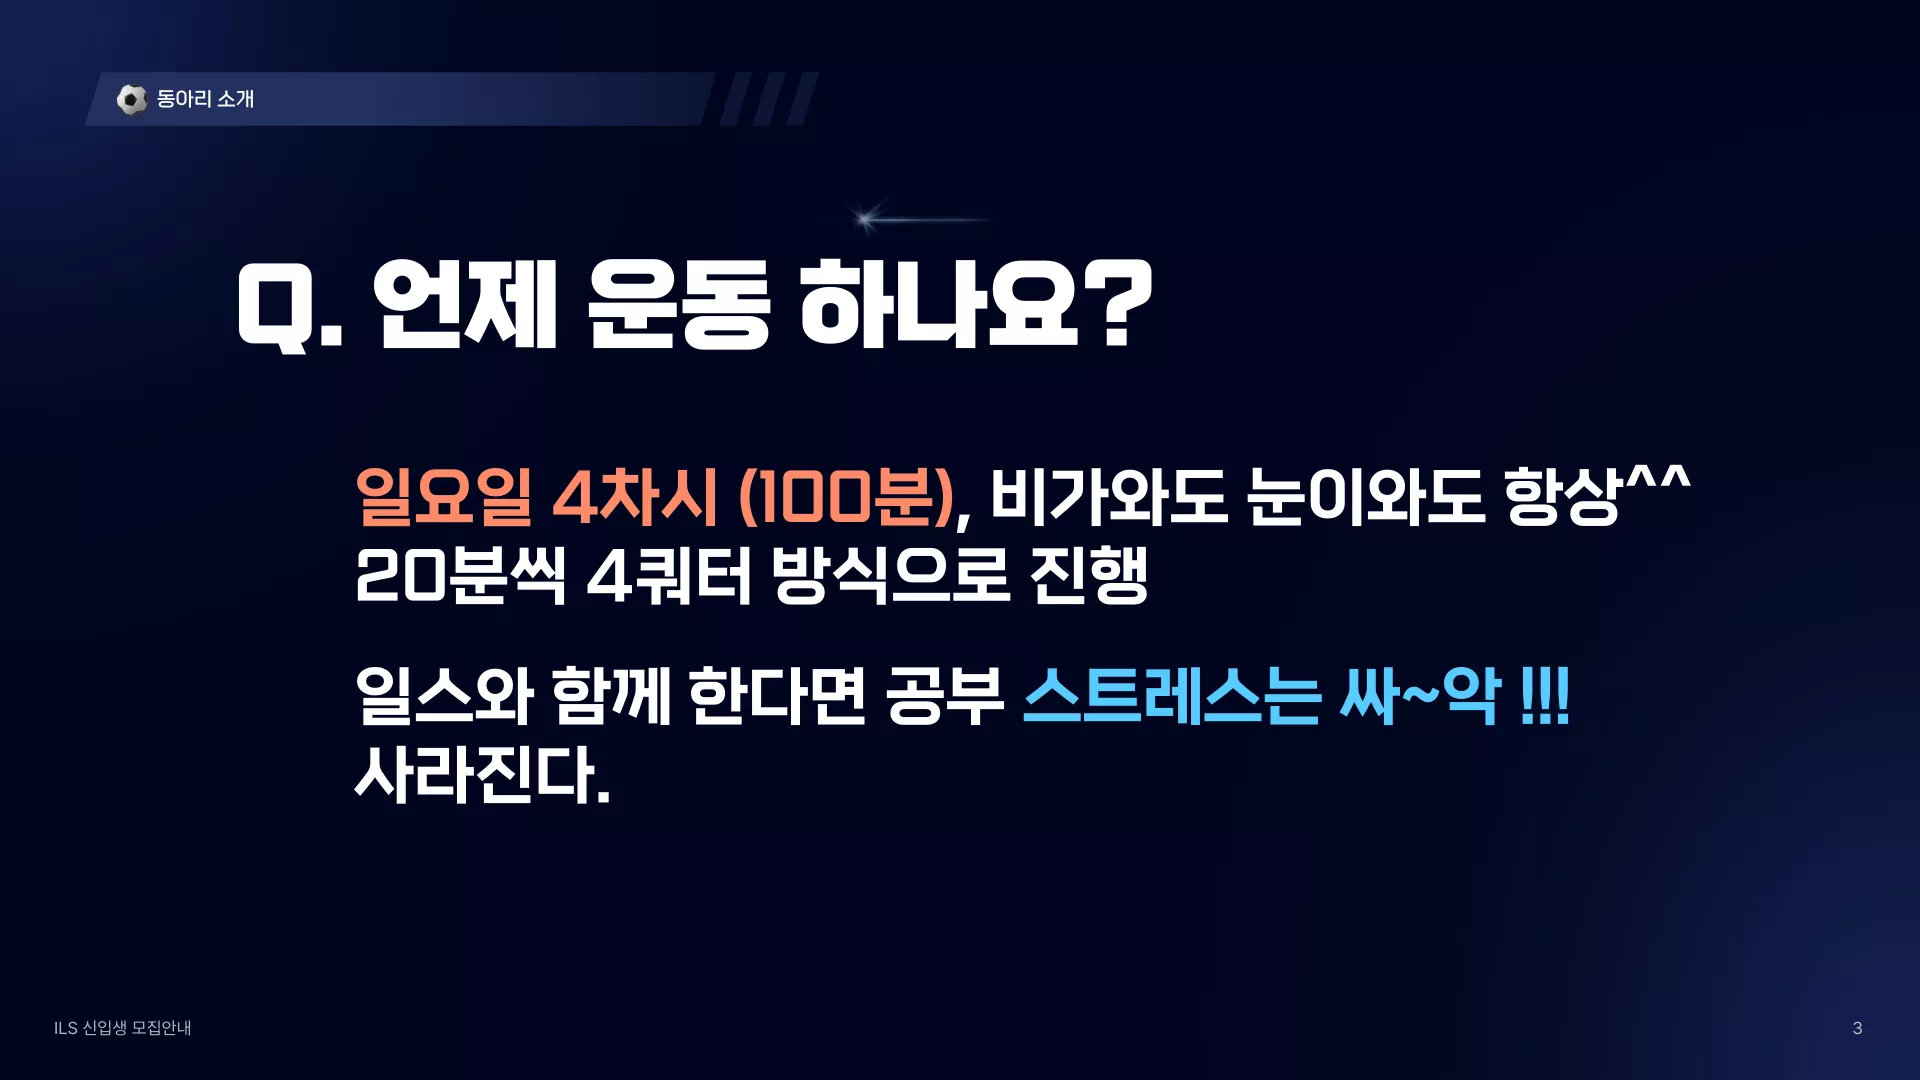 동아리 소개
Q. 언제 운동 하나요?
일요일 4차시 (100분), 비가와도 눈이와도 항상^^
20분씩 4쿼터 방식으로 진행
일스와 함께 한다면 공부 스트레스는 싸~악 !!!
사라진다.
ILS 신입생 모집안내
3